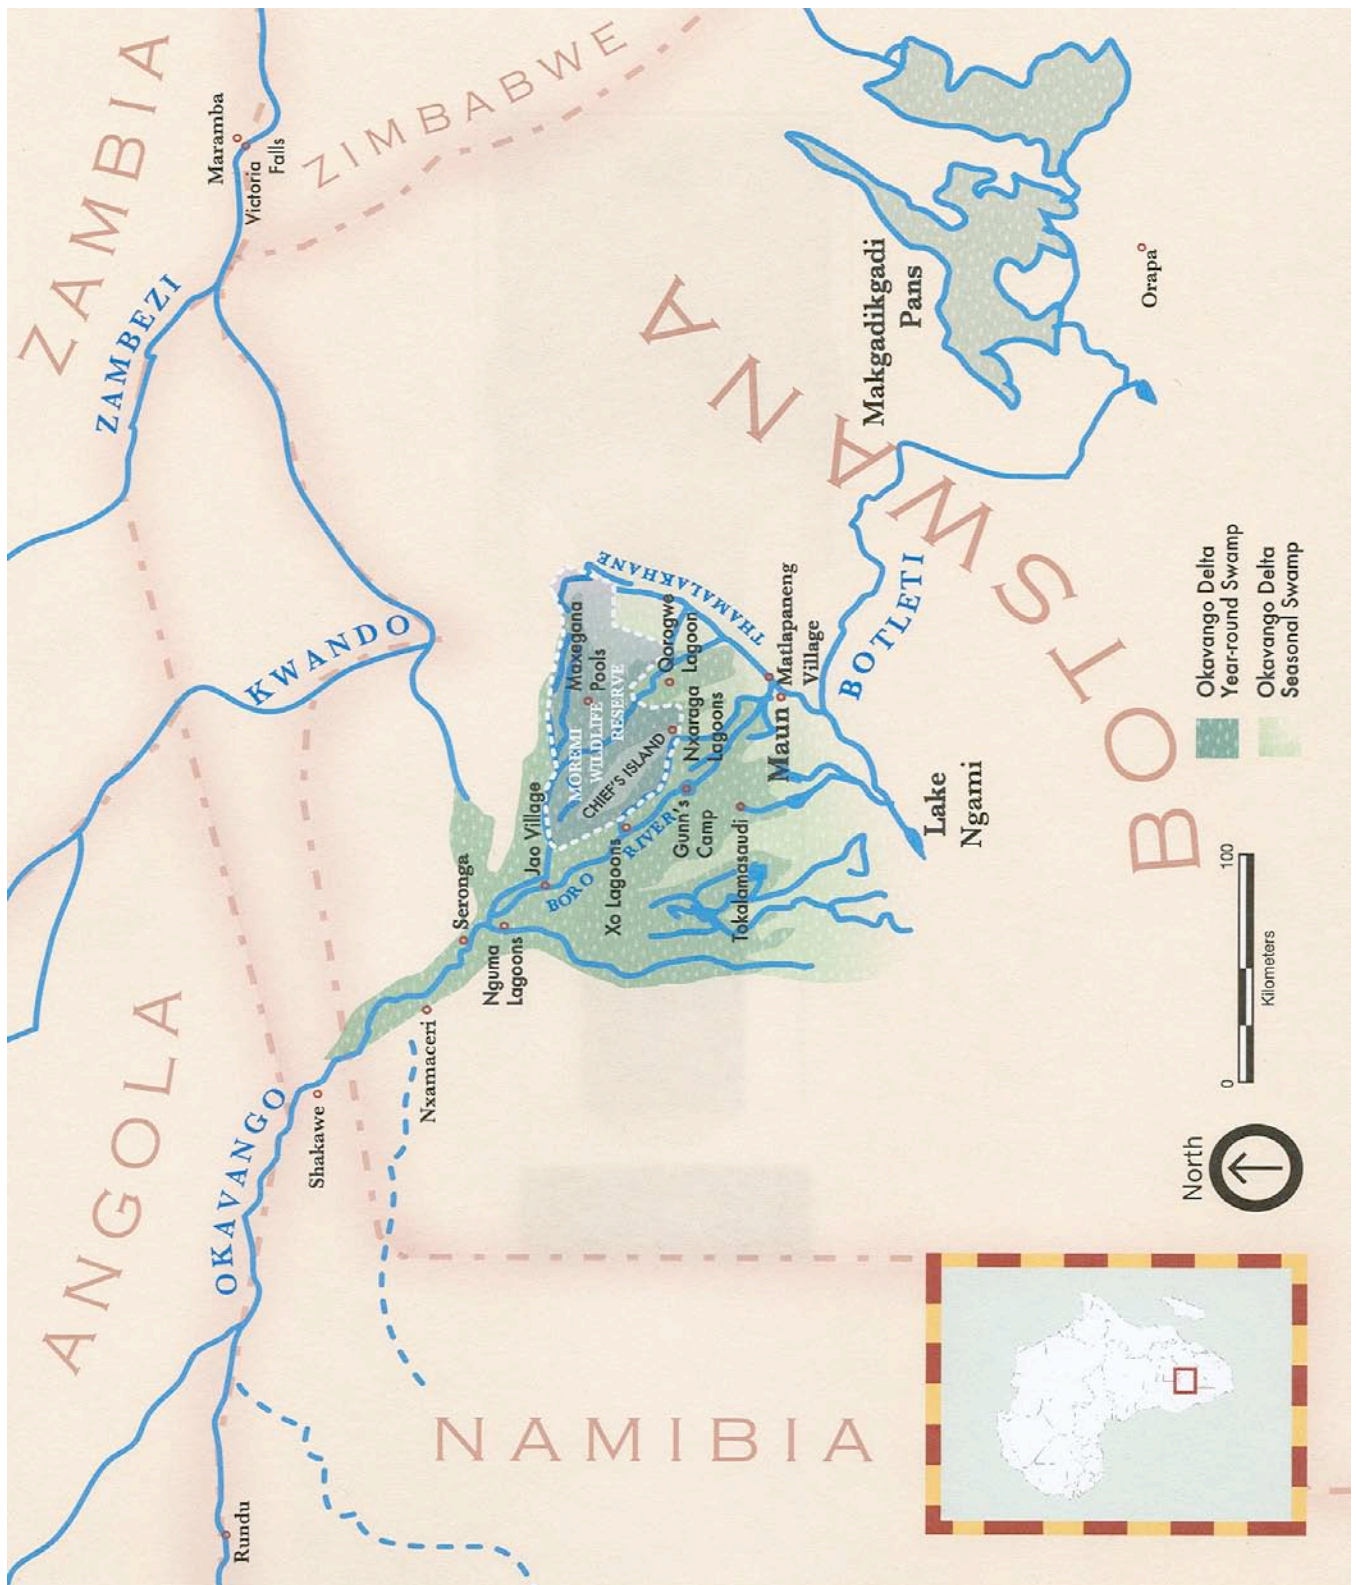 ZAMBIA
ZIMBABWE
ANGOLA
NAMIBIA
BOTSWANA
ZAMBEZI
KWANDO
OKAVANGO
BOTLETI
THAMALAKHANE
BORO
RIVER'S
Maramba
Victoria
Falls
Rundu
Shakawe
Nxamaceri
Seronga
Nguma
Lagoons
Jao Village
Xo Lagoons
Gunn's
Camp
Tokalamasaudi
MOREMI
WILDLIFE
RESERVE
CHIEF'S ISLAND
Maxegana
Pools
Qorogwe
Lagoon
Nxaraga
Lagoons
Matlapaneng
Village
Maun
Lake
Ngami
Makgadikgadi
Pans
Orapa
North
0
100
Kilometers
Okavango Delta
Year-round Swamp
Okavango Delta
Seasonal Swamp